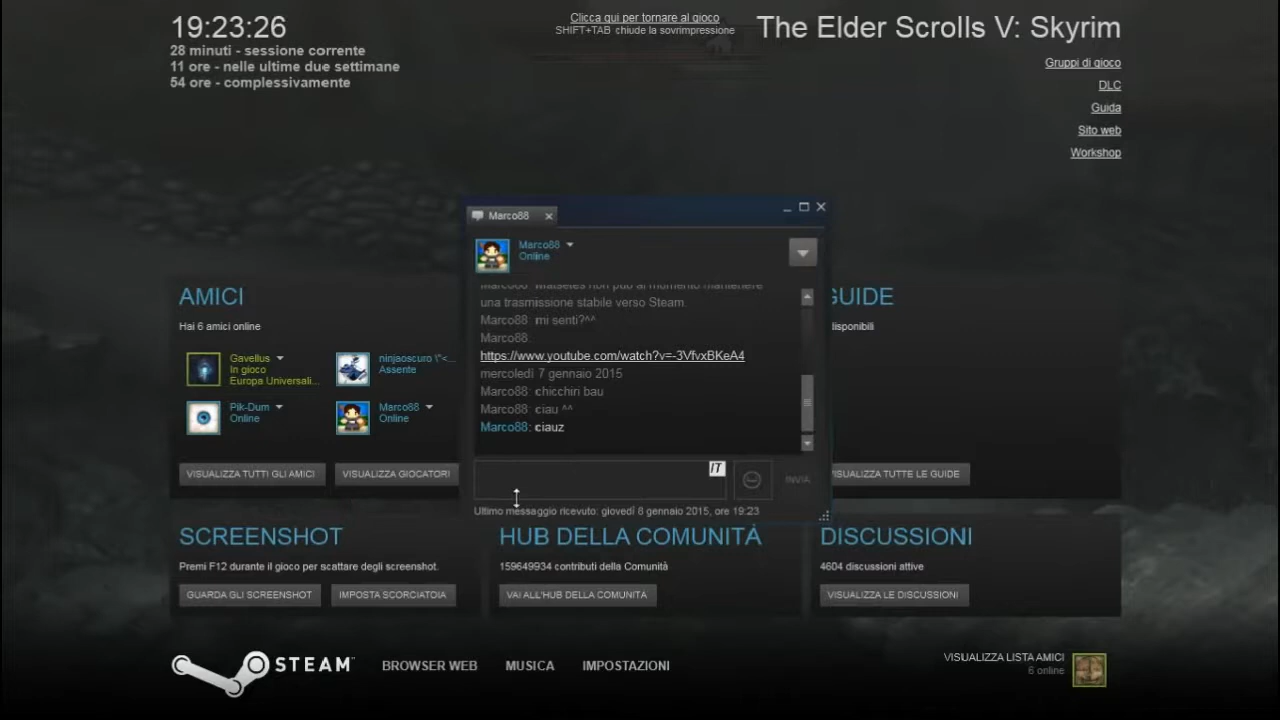 19:23:26
28 minuti - sessione corrente
11 ore - nelle ultime due settimane
54 ore - complessivamente
Clicca qui per tornare al gioco
SHIFT+TAB chiude la sovrimpressione
The Elder Scrolls V: Skyrim
Gruppi di gioco
DLC
Guida
Sito web
Workshop
Marco88
Marco88
Online
non può al momento mantenere
una trasmissione stabile verso Steam.
Marco88: mi senti?^^
Marco88:
https://www.youtube.com/watch?v=-3VfvxBKeA4
mercoledì 7 gennaio 2015
Marco88: chicchiri bau
Marco88: ciau ^^
Marco88: ciauz
IT
INVIA
Ultimo messaggio ricevuto: giovedì 8 gennaio 2015, ore 19:23
AMICI
Hai 6 amici online
Gavellus
In gioco
Europa Universali...
ninjaoscuro \"<...
Assente
Pik-Dum
Online
Marco88
Online
VISUALIZZA TUTTI GLI AMICI
VISUALIZZA GIOCATORI
GUIDE
disponibili
VISUALIZZA TUTTE LE GUIDE
SCREENSHOT
Premi F12 durante il gioco per scattare degli screenshot.
GUARDA GLI SCREENSHOT
IMPOSTA SCORCIATOIA
HUB DELLA COMUNITÀ
159649934 contributi della Comunità
VAI ALL'HUB DELLA COMUNITÀ
DISCUSSIONI
4604 discussioni attive
VISUALIZZA LE DISCUSSIONI
STEAM
BROWSER WEB
MUSICA
IMPOSTAZIONI
VISUALIZZA LISTA AMICI
6 online